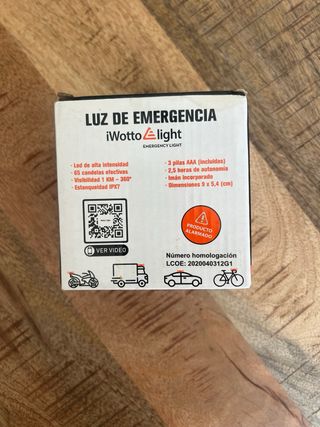 LUZ DE EMERGENCIA
iWotto light
EMERGENCY LIGHT
- Led de alta intensidad
- 65 candelas efectivas
- Visibilidad 1 KM – 360º
- Estanqueidad IPX7
- 3 pilas AAA (incluidas)
- 2,5 horas de autonomía
- Imán incorporado
- Dimensiones 9 x 5,4 (cm)
VER VIDEO
PRODUCTO
ALARMADO
Número homologación
LCOE: 2020040312G1